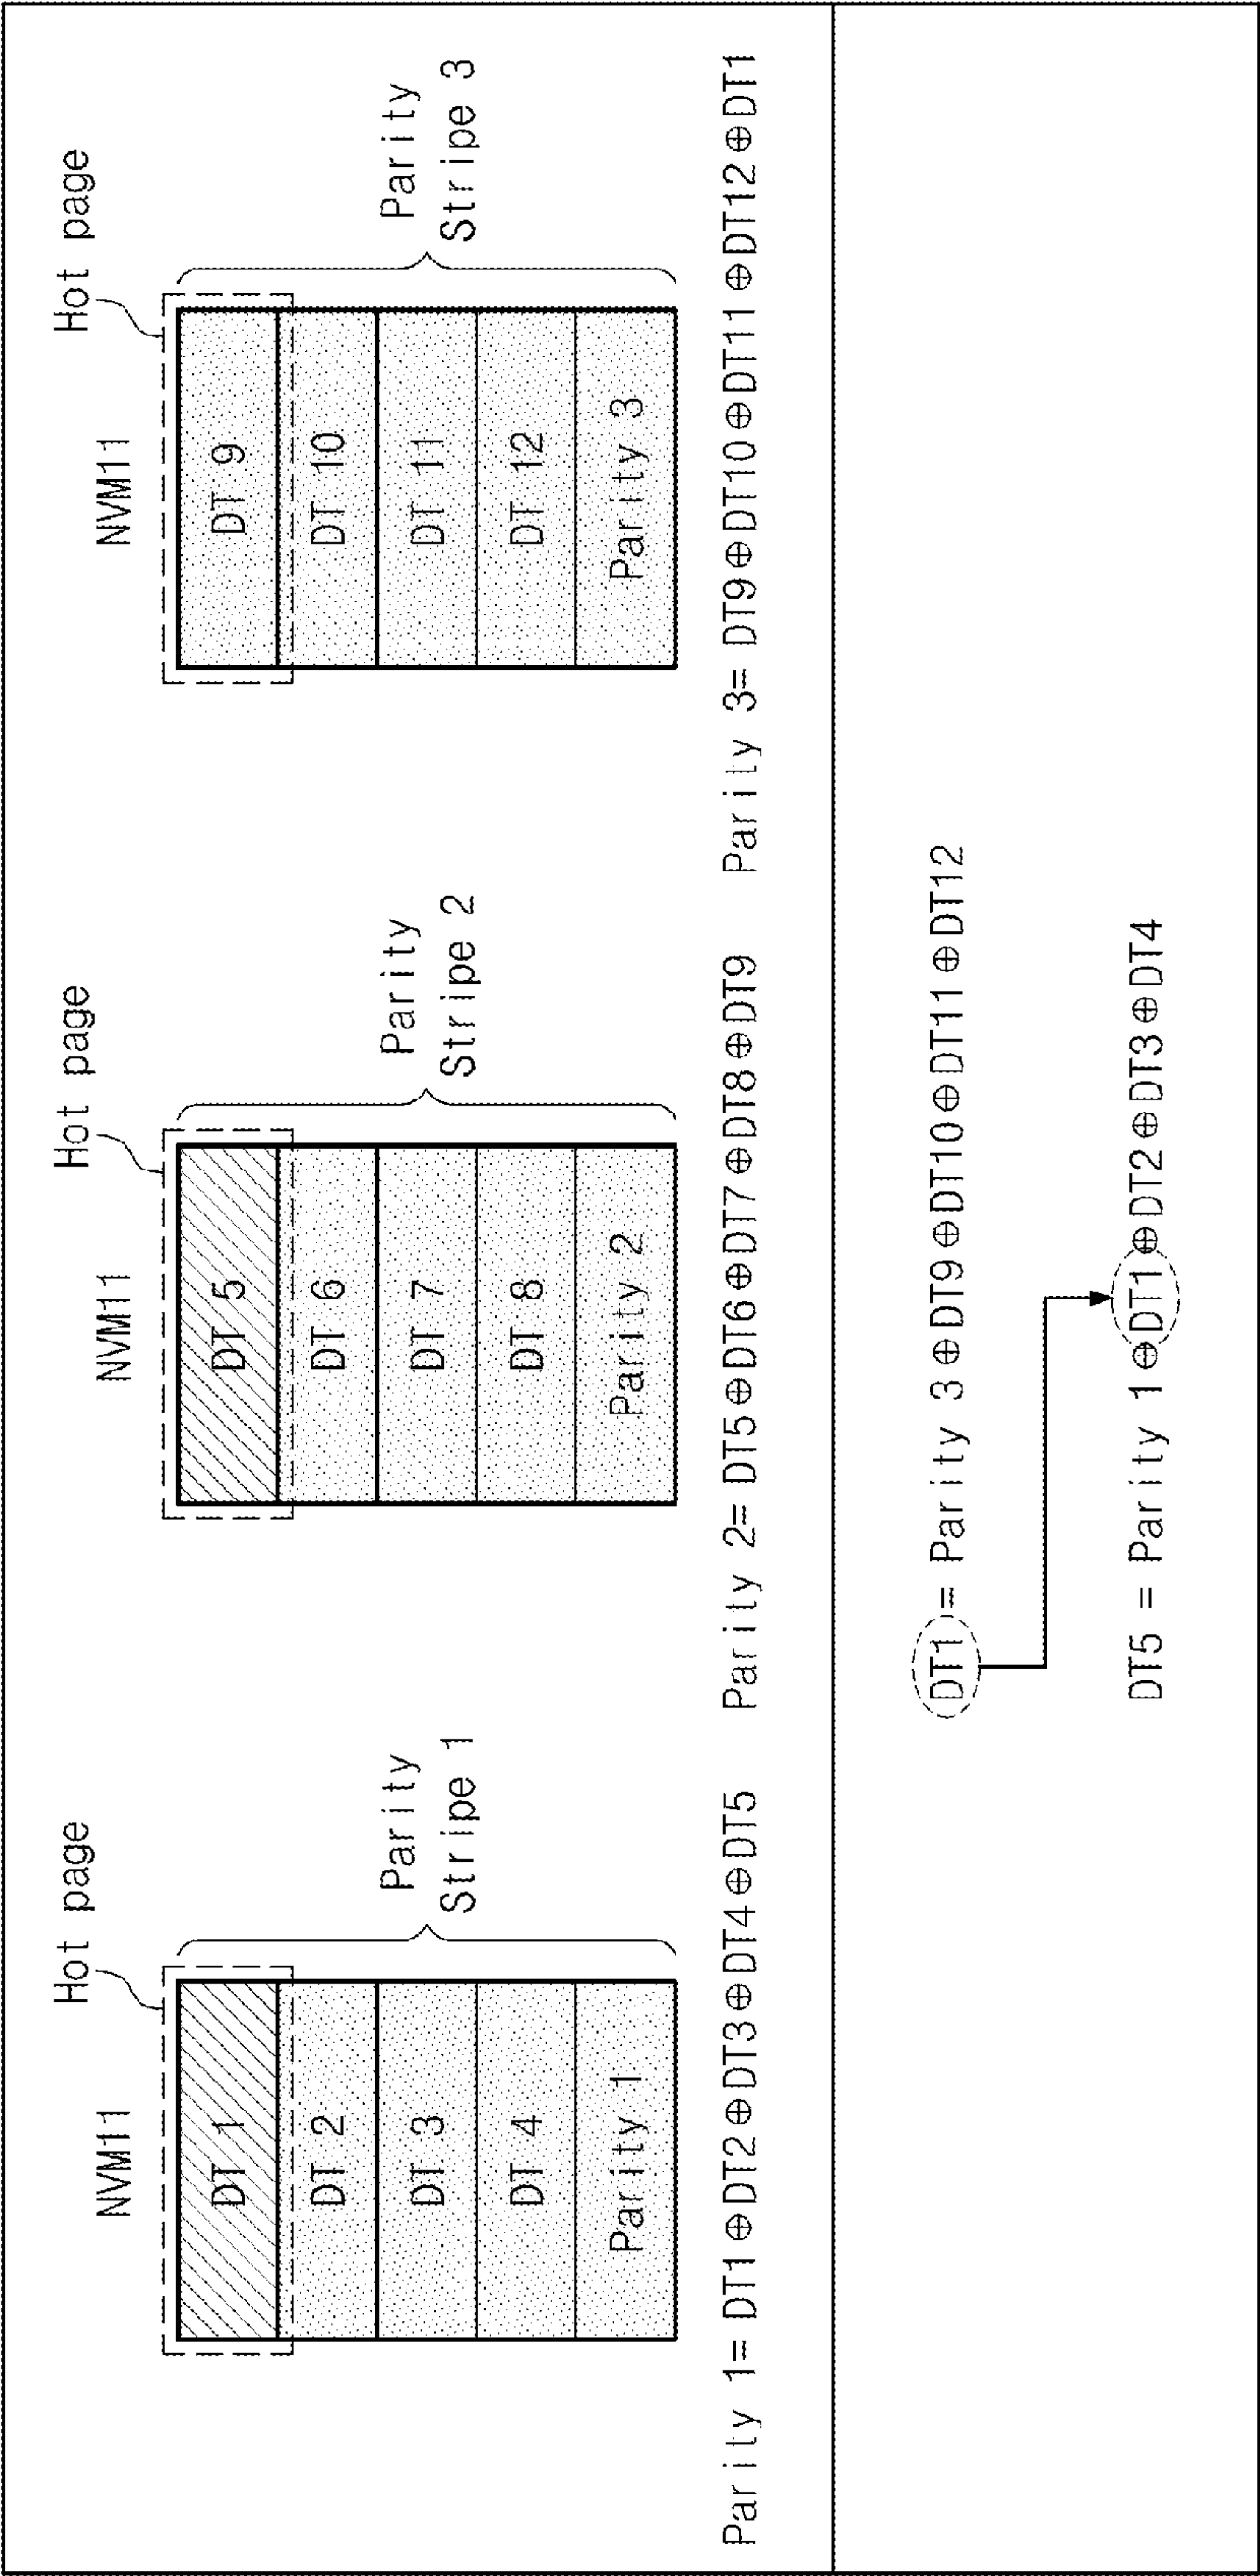 Hot page
NVM11
DT 1
DT 2
DT 3
DT 4
Parity 1
Parity
Stripe 1
Parity 1= DT1⊕DT2⊕DT3⊕DT4⊕DT5
Hot page
NVM11
DT 5
DT 6
DT 7
DT 8
Parity 2
Parity
Stripe 2
Parity 2= DT5⊕DT6⊕DT7⊕DT8⊕DT9
Hot page
NVM11
DT 9
DT 10
DT 11
DT 12
Parity 3
Parity
Stripe 3
Parity 3= DT9⊕DT10⊕DT11⊕DT12⊕DT1
DT1 = Parity 3⊕DT9⊕DT10⊕DT11⊕DT12
DT5 = Parity 1⊕DT1⊕DT2⊕DT3⊕DT4